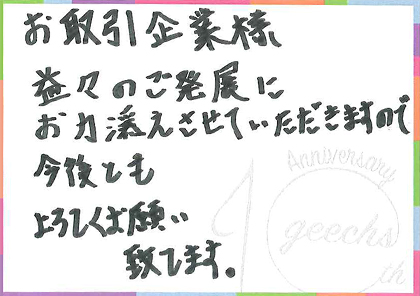 お取引企業様
益々のご発展に
お力添えさせていただきますので
今後とも
よろしくお願い
致します。
Anniversary
10
geechs
th